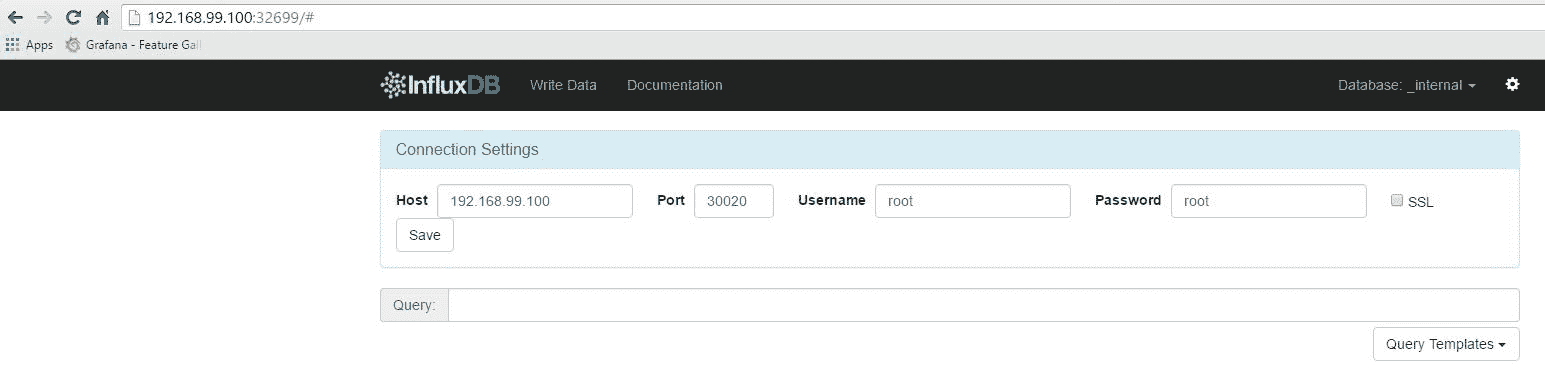 192.168.99.100:32699/#
Apps Grafana - Feature Gal
InfluxDB Write Data Documentation Database: _internal
Connection Settings
Host 192.168.99.100 Port 30020 Username root Password root SSL
Save
Query:
Query Templates